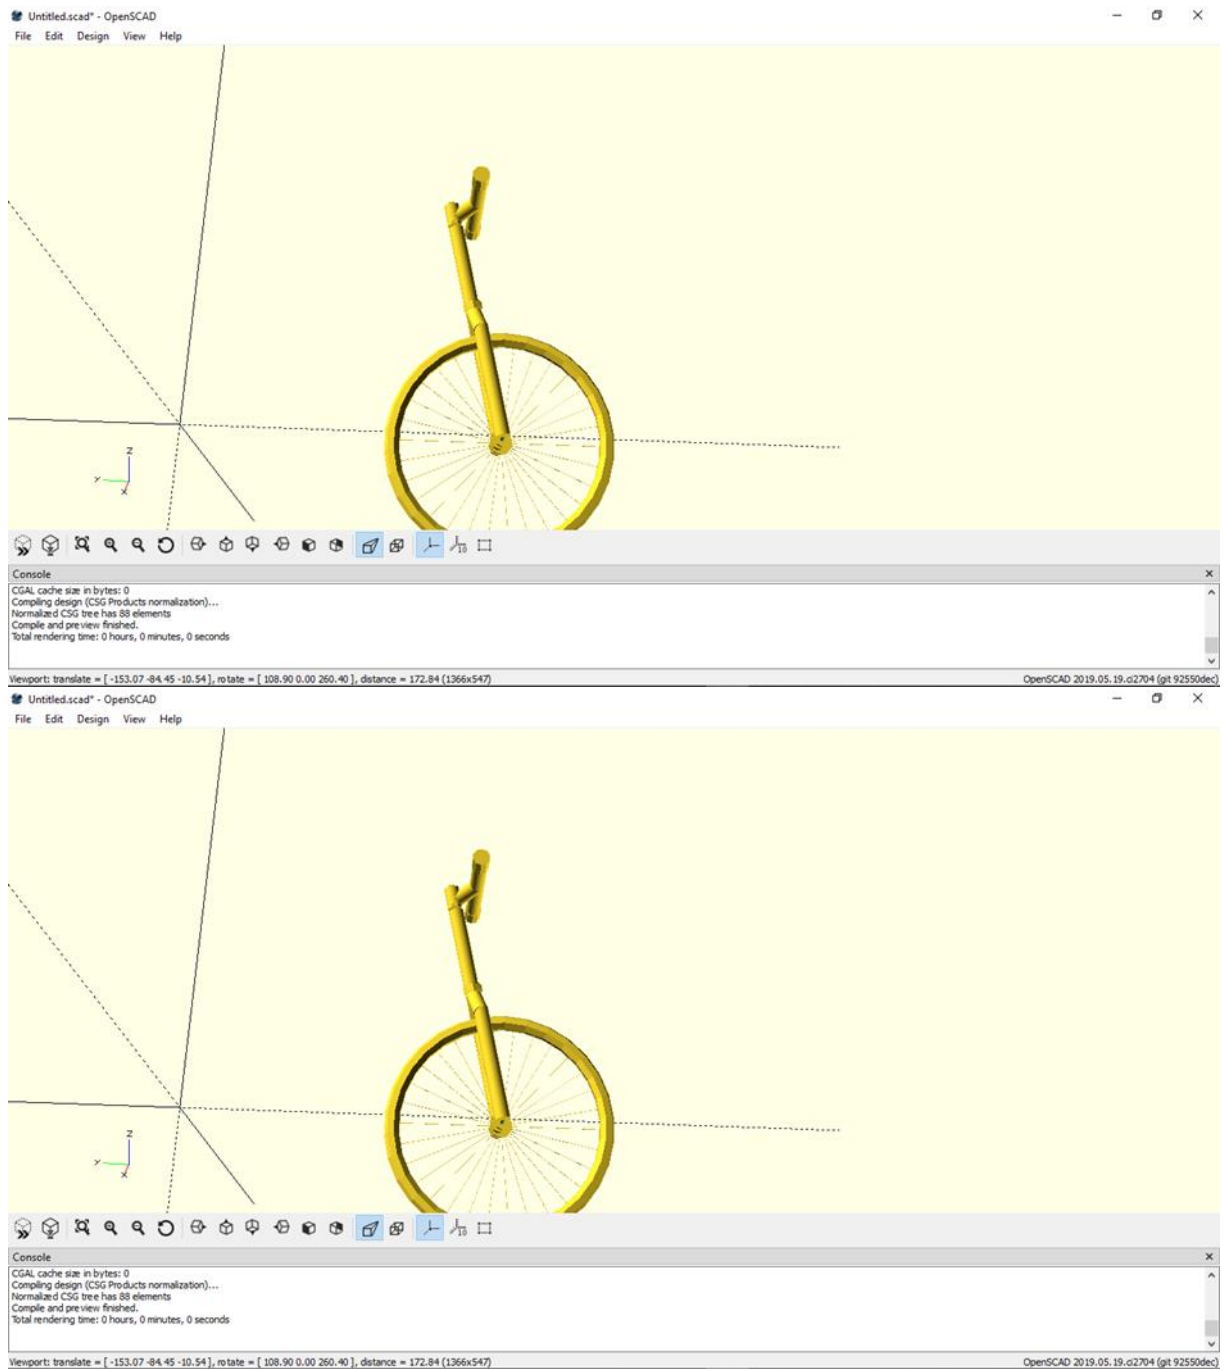 Untitled.scad* - OpenSCAD
File Edit Design View Help
Z
Y
X
10
Console
CGAL cache size in bytes: 0
Compiling design (CSG Products normalization)...
Normalized CSG tree has 88 elements
Compile and preview finished.
Total rendering time: 0 hours, 0 minutes, 0 seconds
Viewport: translate = [ -153.07 -84.45 -10.54 ], rotate = [ 108.90 0.00 260.40 ], distance = 172.84 (1366x547) OpenSCAD 2019.05.19.ci2704 (git 92550dec)
Untitled.scad* - OpenSCAD
File Edit Design View Help
Z
Y
X
10
Console
CGAL cache size in bytes: 0
Compiling design (CSG Products normalization)...
Normalized CSG tree has 88 elements
Compile and preview finished.
Total rendering time: 0 hours, 0 minutes, 0 seconds
Viewport: translate = [ -153.07 -84.45 -10.54 ], rotate = [ 108.90 0.00 260.40 ], distance = 172.84 (1366x547) OpenSCAD 2019.05.19.ci2704 (git 92550dec)